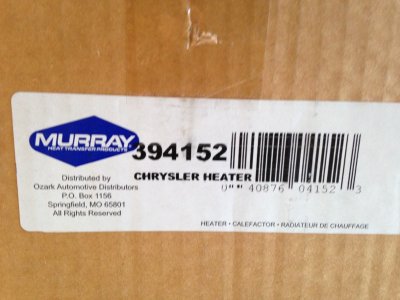 MURRAY
HEAT TRANSFER PRODUCTS
394152
CHRYSLER HEATER
0 40876 04152 3
Distributed by
Ozark Automotive Distributors
P.O. Box 1156
Springfield, MO 65801
All Rights Reserved
HEATER • CALEFACTOR • RADIATEUR DE CHAUFFAGE